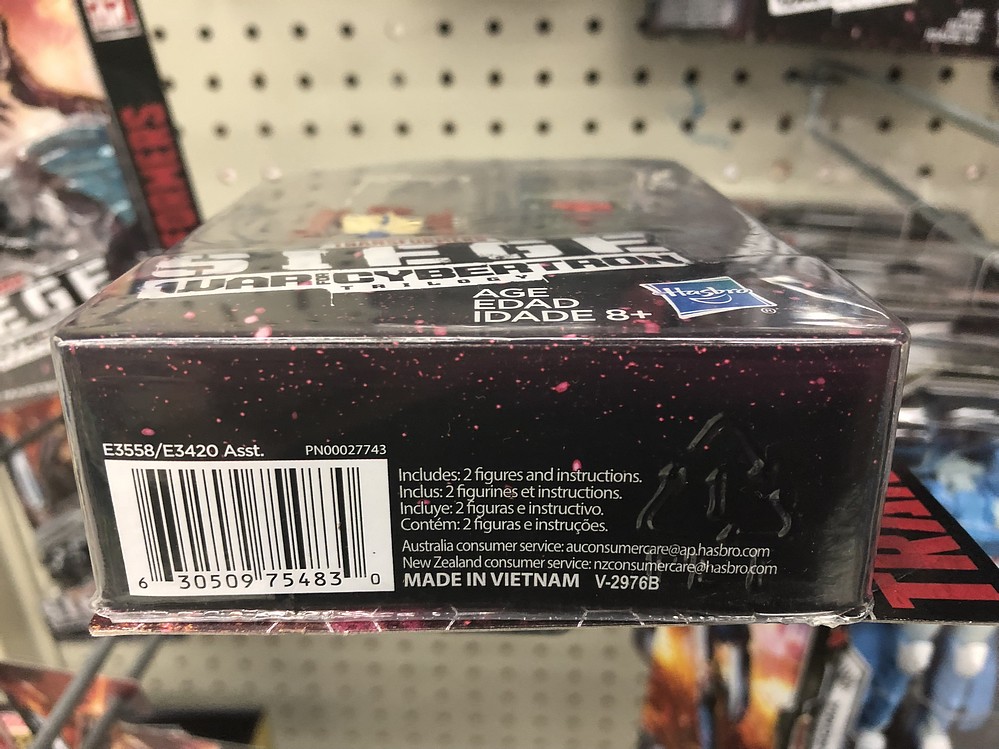 SIEGE
WAR FOR CYBERTRON
TRILOGY
AGE
EDAD
IDADE 8+
Hasbro
®
E3558/E3420 Asst. PN00027743
6 30509 75483 0
Includes: 2 figures and instructions.
Inclus: 2 figurines et instructions.
Incluye: 2 figuras e instructivo.
Contém: 2 figuras e instruções.
Australia consumer service: auconsumercare@ap.hasbro.com
New Zealand consumer service: nzconsumercare@hasbro.com
MADE IN VIETNAM V-2976B